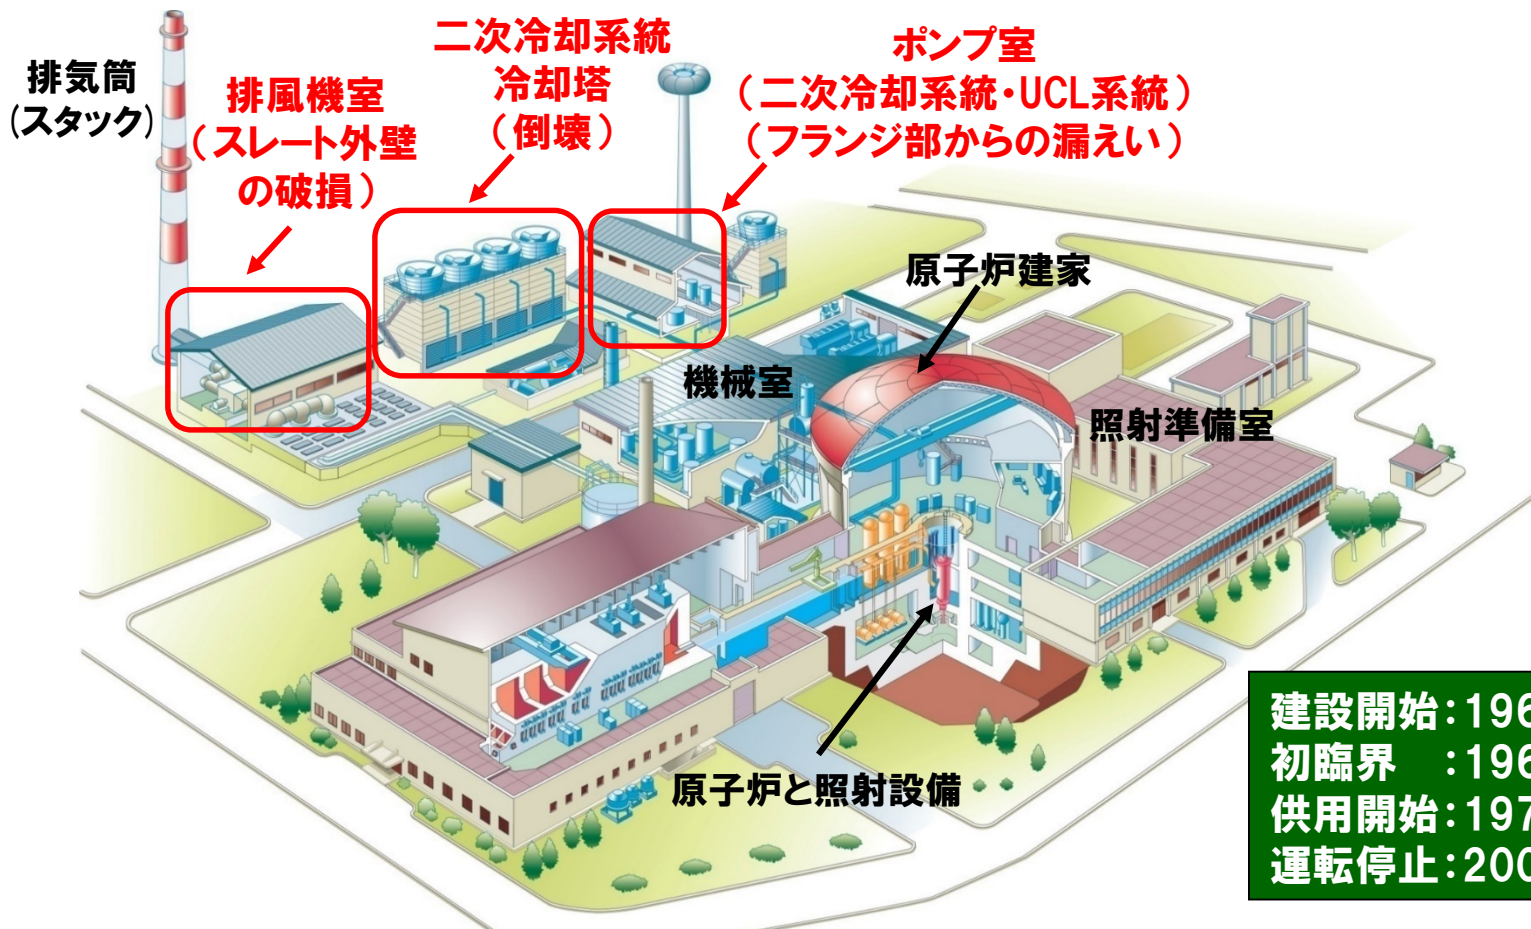 排気筒
(スタック)
排風機室
(スレート外壁
の破損)
二次冷却系統
冷却塔
(倒壊)
ポンプ室
(二次冷却系統・UCL系統)
(フランジ部からの漏えい)
原子炉建家
機械室
照射準備室
原子炉と照射設備
建設開始:196
初臨界 :196
供用開始:197
運転停止:200